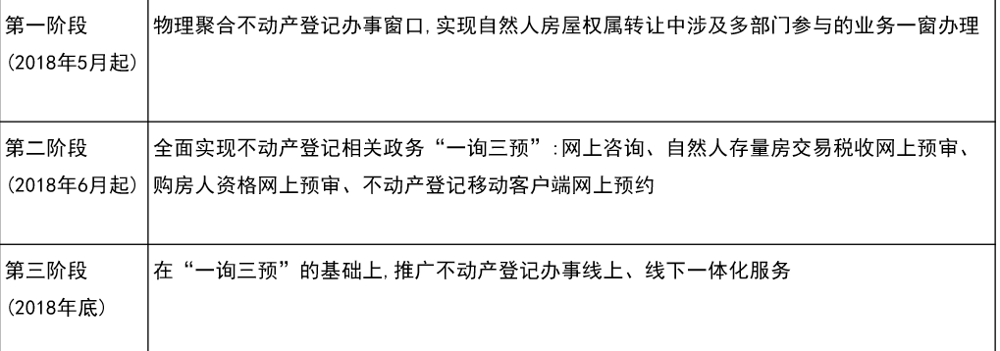 第一阶段
(2018年5月起)
物理聚合不动产登记办事窗口,实现自然人房屋权属转让中涉及多部门参与的业务一窗办理
第二阶段
(2018年6月起)
全面实现不动产登记相关政务“一询三预”:网上咨询、自然人存量房交易税收网上预审、
购房人资格网上预审、不动产登记移动客户端网上预约
第三阶段
(2018年底)
在“一询三预”的基础上,推广不动产登记办事线上、线下一体化服务